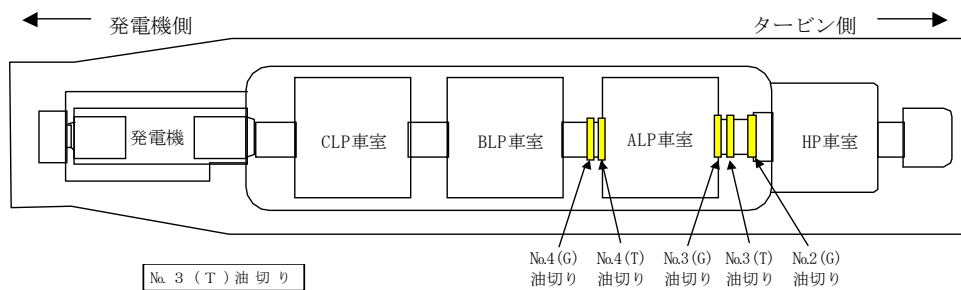 発電機側
タービン側
発電機
CLP車室
BLP車室
ALP車室
HP車室
№4(G)
油切り
№4(T)
油切り
№3(G)
油切り
№3(T)
油切り
№2(G)
油切り
№３(Ｔ)油切り